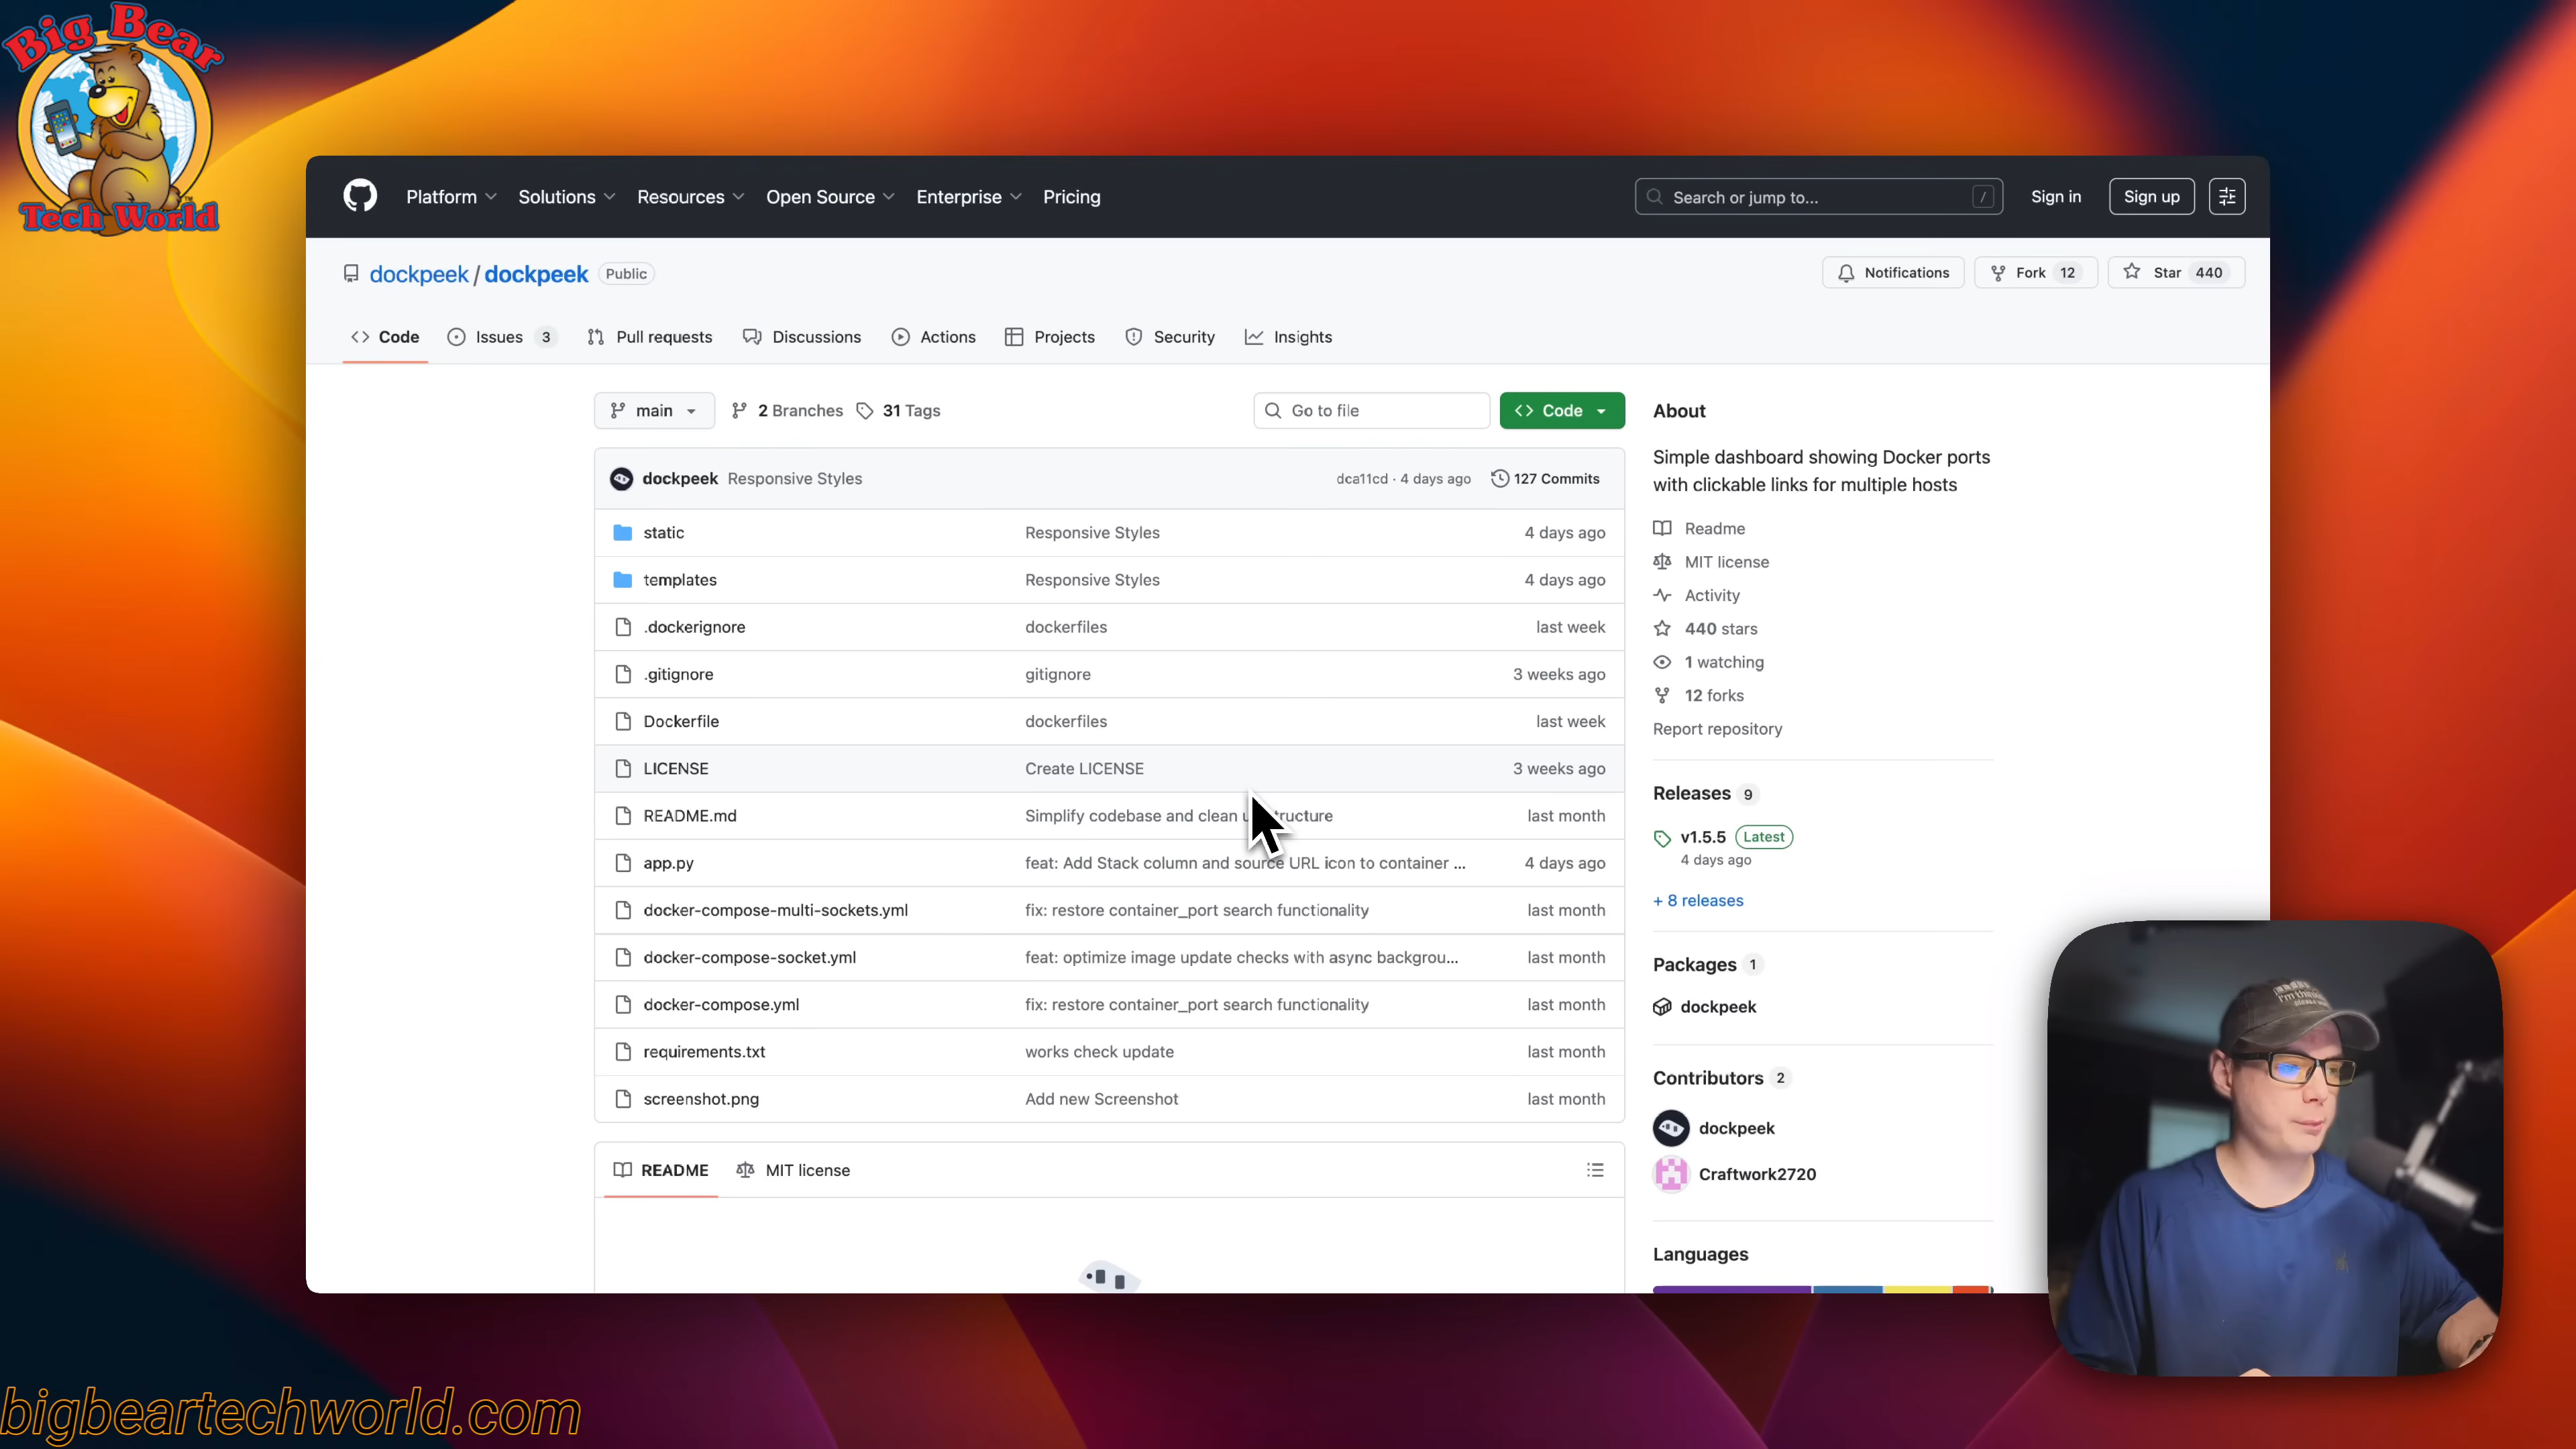 Big Bear
Tech World
Platform Solutions Resources Open Source Enterprise Pricing
Search or jump to... /
Sign in
Sign up
dockpeek / dockpeek Public
Notifications
Fork 12
Star 440
Code
Issues 3
Pull requests
Discussions
Actions
Projects
Security
Insights
main
2 Branches
31 Tags
Go to file
Code
dockpeek Responsive Styles dca11cd · 4 days ago 127 Commits
static Responsive Styles 4 days ago
templates Responsive Styles 4 days ago
.dockerignore dockerfiles last week
.gitignore gitignore 3 weeks ago
Dockerfile dockerfiles last week
LICENSE Create LICENSE 3 weeks ago
README.md Simplify codebase and clean last month
app.py feat: Add Stack column and source URL icon to container ... 4 days ago
docker-compose-multi-sockets.yml fix: restore container_port search functionality last month
docker-compose-socket.yml feat: optimize image update checks with async backgrou... last month
docker-compose.yml fix: restore container_port search functionality last month
requirements.txt works check update last month
screenshot.png Add new Screenshot last month
README
MIT license
About
Simple dashboard showing Docker ports
with clickable links for multiple hosts
Readme
MIT license
Activity
440 stars
1 watching
12 forks
Report repository
Releases 9
v1.5.5 Latest
4 days ago
+ 8 releases
Packages 1
dockpeek
Contributors 2
dockpeek
Craftwork2720
Languages
bigbeartechworld.com